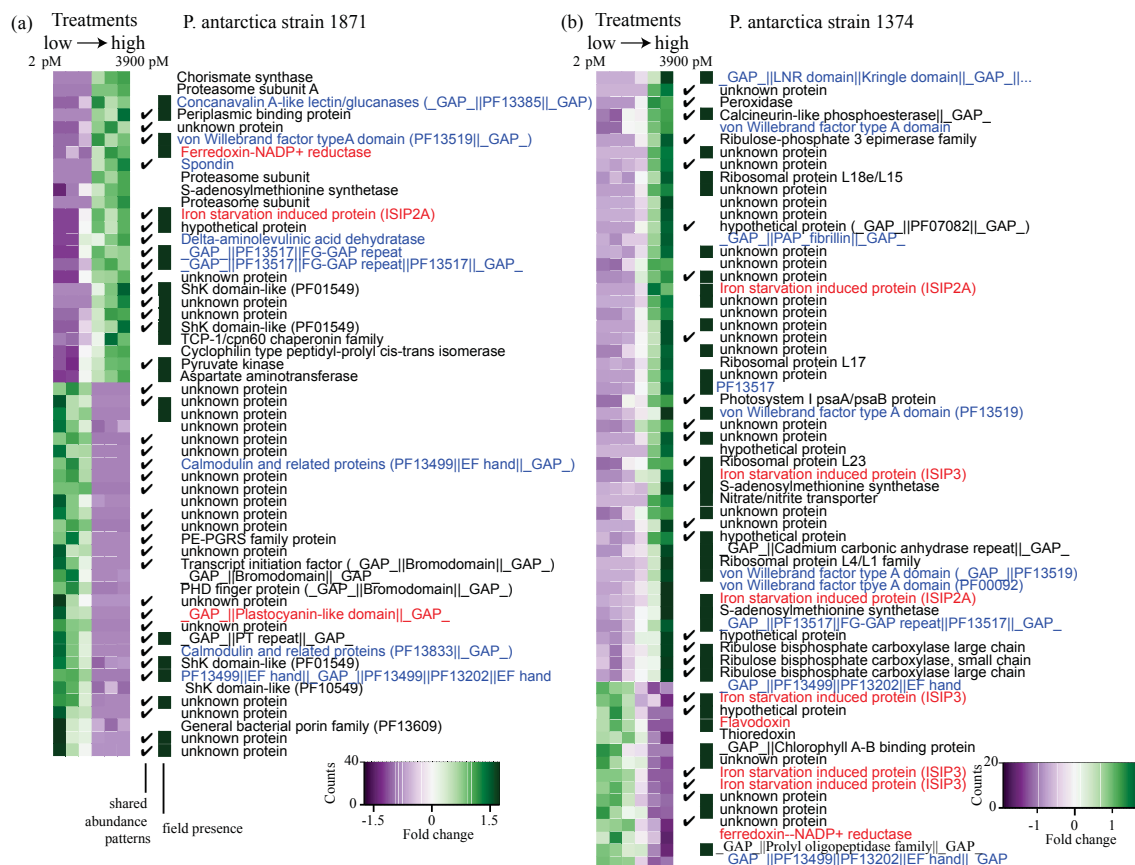 (a)
Treatments
P. antarctica strain 1871
low → high
2 pM
3900 pM
Chorismate synthase
Proteasome subunit A
Concanavalin A-like lectin/glucanases (_GAP_||PF13385||_GAP)
Periplasmic binding protein
unknown protein
von Willebrand factor typeA domain (PF13519||_GAP_)
Ferredoxin-NADP+ reductase
Spondin
Proteasome subunit
S-adenosylmethionine synthetase
Proteasome subunit
Iron starvation induced protein (ISIP2A)
hypothetical protein
Delta-aminolevulinic acid dehydratase
_GAP_||PF13517||FG-GAP repeat
_GAP_||PF13517||FG-GAP repeat||PF13517||_GAP_
unknown protein
ShK domain-like (PF01549)
unknown protein
unknown protein
ShK domain-like (PF01549)
TCP-1/cpn60 chaperonin family
Cyclophilin type peptidyl-prolyl cis-trans isomerase
Pyruvate kinase
Aspartate aminotransferase
unknown protein
unknown protein
unknown protein
unknown protein
unknown protein
unknown protein
Calmodulin and related proteins (PF13499||EF hand||_GAP_)
unknown protein
unknown protein
unknown protein
unknown protein
unknown protein
PE-PGRS family protein
unknown protein
Transcript initiation factor (_GAP_||Bromodomain||_GAP_)
_GAP_||Bromodomain||_GAP_
PHD finger protein (_GAP_||Bromodomain||_GAP_)
unknown protein
_GAP_||Plastocyanin-like domain||_GAP_
unknown protein
_GAP_||PT repeat||_GAP_
Calmodulin and related proteins (PF13833||_GAP_)
ShK domain-like (PF01549)
PF13499||EF hand||_GAP_||PF13499||PF13202||EF hand
ShK domain-like (PF10549)
unknown protein
unknown protein
General bacterial porin family (PF13609)
unknown protein
unknown protein
shared
abundance
patterns
field presence
Counts
40
0
-1.5 0 1.5
Fold change
(b)
Treatments
P. antarctica strain 1374
low → high
2 pM
3900 pM
_GAP_||LNR domain||Kringle domain||_GAP_||...
unknown protein
Peroxidase
Calcineurin-like phosphoesterase||_GAP_
von Willebrand factor type A domain
Ribulose-phosphate 3 epimerase family
unknown protein
unknown protein
Ribosomal protein L18e/L15
unknown protein
unknown protein
unknown protein
hypothetical protein (_GAP_||PF07082||_GAP_)
_GAP_||PAP_fibrillin||_GAP_
unknown protein
unknown protein
unknown protein
Iron starvation induced protein (ISIP2A)
unknown protein
unknown protein
unknown protein
unknown protein
unknown protein
Ribosomal protein L17
unknown protein
PF13517
Photosystem I psaA/psaB protein
von Willebrand factor type A domain (PF13519)
unknown protein
unknown protein
hypothetical protein
Ribosomal protein L23
Iron starvation induced protein (ISIP3)
S-adenosylmethionine synthetase
Nitrate/nitrite transporter
unknown protein
unknown protein
hypothetical protein
_GAP_||Cadmium carbonic anhydrase repeat||_GAP_
Ribosomal protein L4/L1 family
von Willebrand factor type A domain (_GAP_||PF13519)
von Willebrand factor tpye A domain (PF00092)
Iron starvation induced protein (ISIP2A)
S-adenosylmethionine synthetase
_GAP_||PF13517||FG-GAP repeat||PF13517||_GAP_
hypothetical protein
Ribulose bisphosphate carboxylase large chain
Ribulose bisphosphate carboxylase, small chain
Ribulose bisphosphate carboxylase large chain
_GAP_||PF13499||PF13202||EF hand
Iron starvation induced protein (ISIP3)
hypothetical protein
Flavodoxin
Thioredoxin
_GAP_||Chlorophyll A-B binding protein
unknown protein
Iron starvation induced protein (ISIP3)
Iron starvation induced protein (ISIP3)
unknown protein
unknown protein
unknown protein
ferredoxin--NADP+ reductase
_GAP_||Prolyl oligopeptidase family||_GAP
_GAP_||PF13499||PF13202||EF hand||_GAP
Counts
20
0
-1 0 1
Fold change